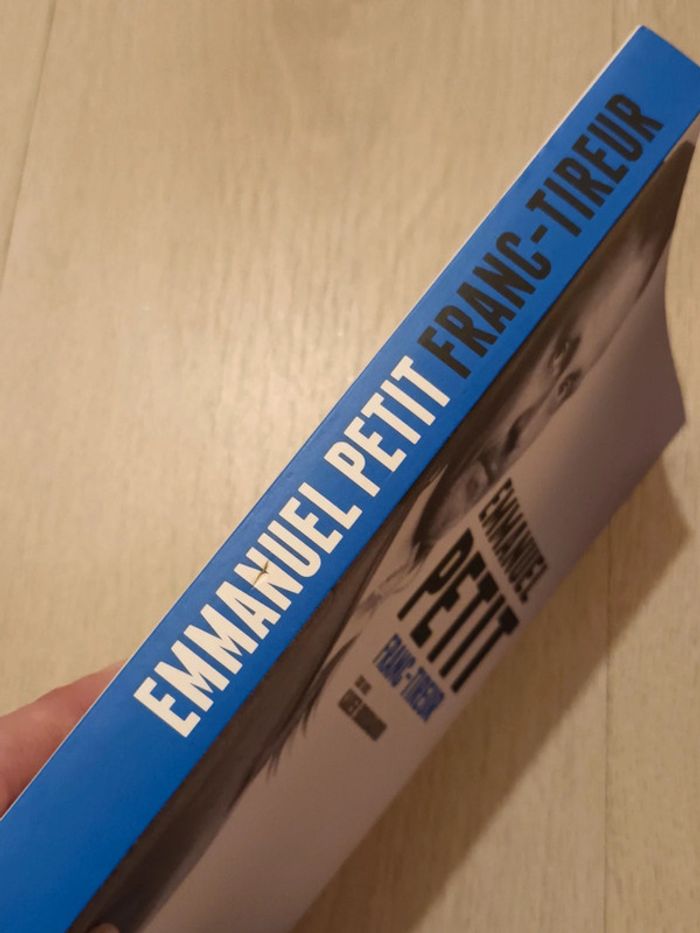 EMMANUEL PETIT FRANC-TIREUR
EMMANUEL
PETIT
FRANC-TIREUR